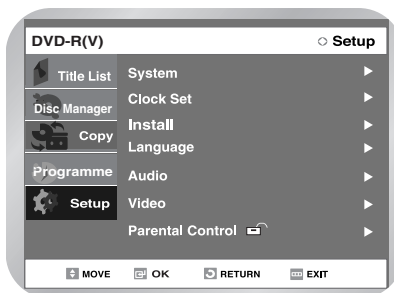 DVD-R(V)
Setup
Title List
Disc Manager
Copy
Programme
Setup
System
Clock Set
Install
Language
Audio
Video
Parental Control
MOVE OK RETURN EXIT